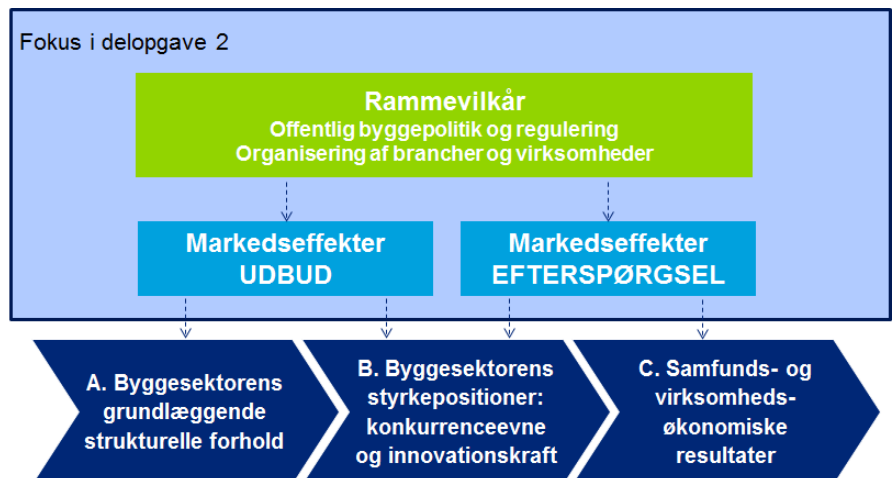 Fokus i delopgave 2
Rammevilkår
Offentlig byggepolitik og regulering
Organisering af brancher og virksomheder
Markedseffekter
UDBUD
Markedseffekter
EFTERSPØRGSEL
A. Byggesektorens
grundlæggende
strukturelle forhold
B. Byggesektorens
styrkepositioner:
konkurrenceevne
og innovationskraft
C. Samfunds- og
virksomheds-
økonomiske
resultater